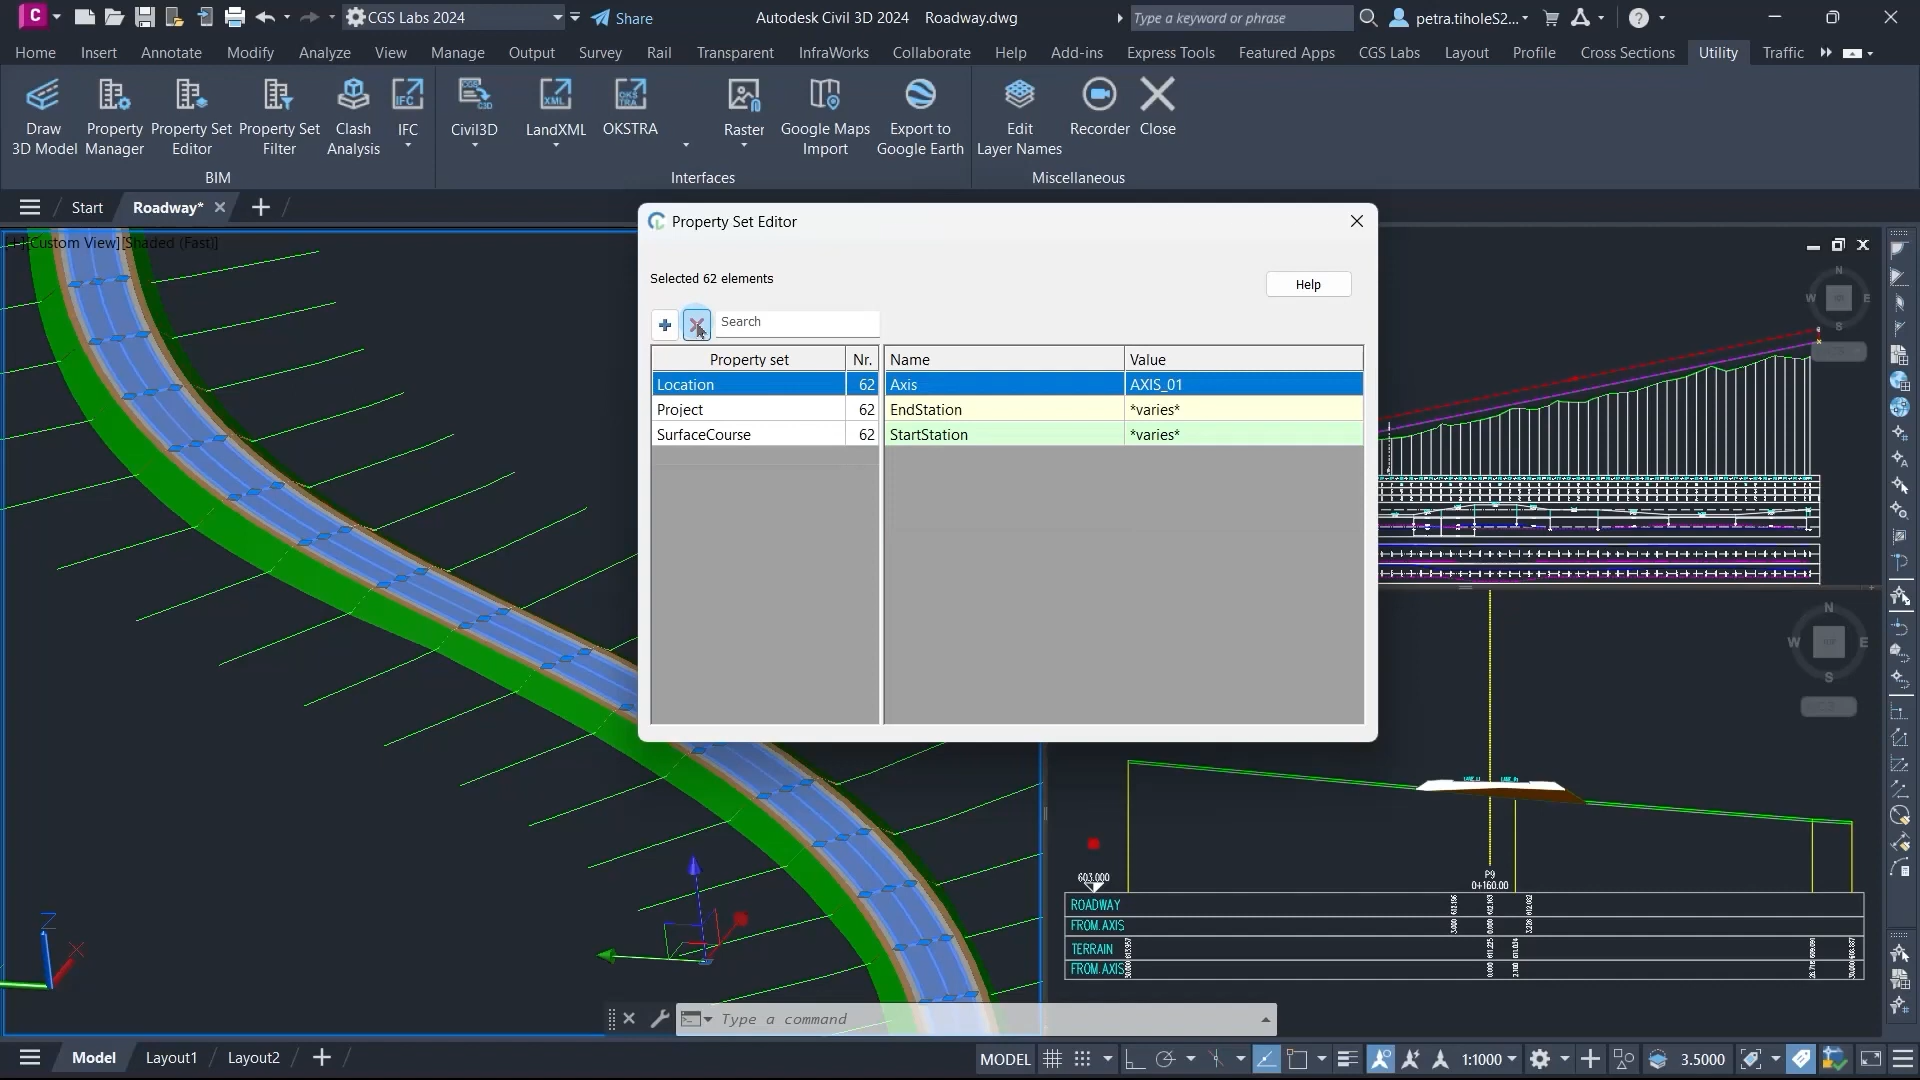 CGS Labs 2024
Share
Autodesk Civil 3D 2024 Roadway.dwg
Type a keyword or phrase
petra.tiholeS2...
Home Insert Annotate Modify Analyze View Manage Output Survey Rail Transparent InfraWorks Collaborate Help Add-ins Express Tools Featured Apps CGS Labs Layout Profile Cross Sections Utility Traffic
Draw
3D Model
Property
Manager
Property Set
Editor
Property Set
Filter
Clash
Analysis
IFC
Civil3D
LandXML
OKSTRA
Raster
Google Maps
Import
Export to
Google Earth
Edit
Layer Names
Recorder
Close
BIM
Interfaces
Miscellaneous
Start
Roadway*
[Custom View][Shaded (Fast)]
Property Set Editor
Selected 62 elements
Help
Search
Property set Nr. Name Value
Location 62 Axis AXIS_01
Project 62 EndStation *varies*
SurfaceCourse 62 StartStation *varies*
N
W E
S
N
W E
S
603.000
P9
0+160.00
ROADWAY
FROM.AXIS
TERRAIN
FROM.AXIS
Z
X
Type a command
Model Layout1 Layout2
MODEL
1:1000
3.5000